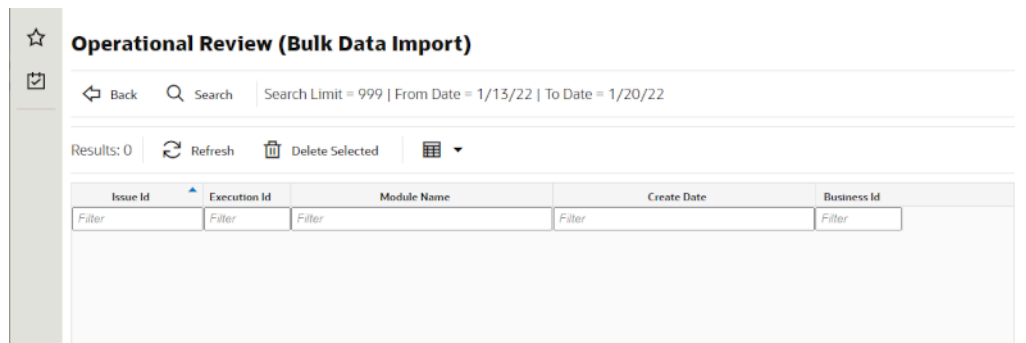 Operational Review (Bulk Data Import)
Back Search Search Limit = 999 | From Date = 1/13/22 | To Date = 1/20/22
Results: 0 Refresh Delete Selected
Issue Id Execution Id Module Name Create Date Business Id
Filter Filter Filter Filter Filter